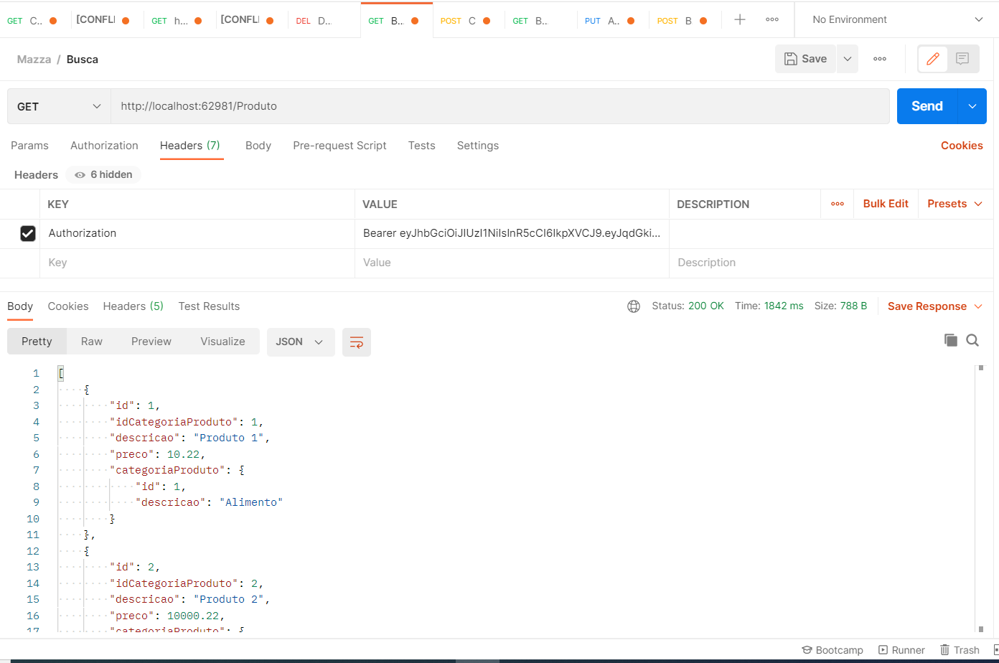 GET C.. [CONFLI GET h... [CONFLI DEL D... GET B... POST C GET B.. PUT A.. POST B No Environment
Mazza / Busca Save
GET http://localhost:62981/Produto Send
Params Authorization Headers (7) Body Pre-request Script Tests Settings Cookies
Headers 6 hidden
KEY VALUE DESCRIPTION Bulk Edit Presets
Authorization Bearer eyJhbGciOiJIUzI1NiIsInR5cCI6IkpXVCJ9.eyJqdGki...
Key Value Description
Body Cookies Headers (5) Test Results Status: 200 OK Time: 1842 ms Size: 788 B Save Response
Pretty Raw Preview Visualize JSON
1 [
2 {
3 "id": 1,
4 "idCategoriaProduto": 1,
5 "descricao": "Produto 1",
6 "preco": 10.22,
7 "categoriaProduto": {
8 "id": 1,
9 "descricao": "Alimento"
10 }
11 },
12 {
13 "id": 2,
14 "idCategoriaProduto": 2,
15 "descricao": "Produto 2",
16 "preco": 10000.22,
17 "categoriaProduto": {
Bootcamp Runner Trash